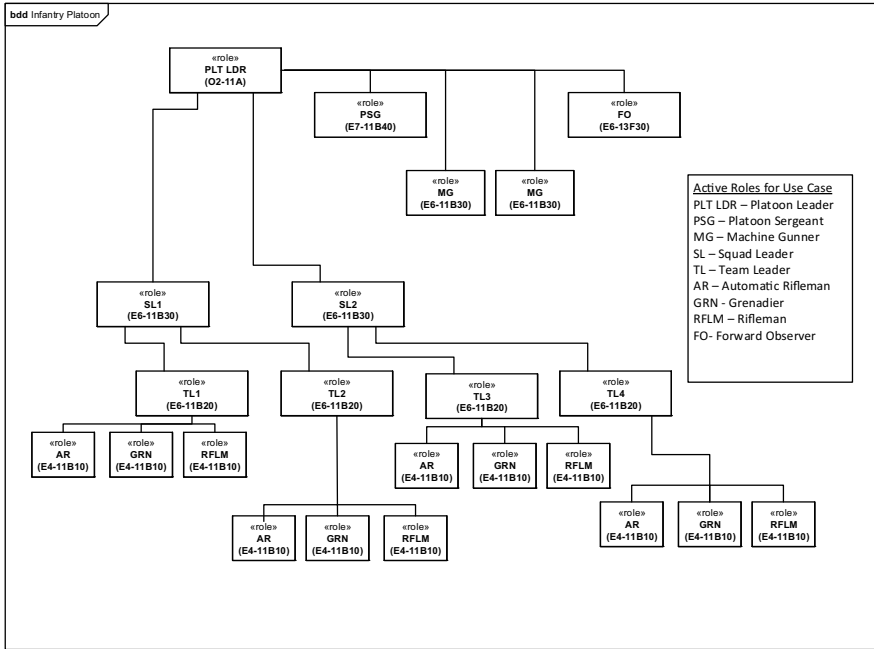 bdd Infantry Platoon
«role»
PLT LDR
(O2-11A)
«role»
PSG
(E7-11B40)
«role»
FO
(E6-13F30)
«role»
MG
(E6-11B30)
«role»
MG
(E6-11B30)
Active Roles for Use Case
PLT LDR – Platoon Leader
PSG – Platoon Sergeant
MG – Machine Gunner
SL – Squad Leader
TL – Team Leader
AR – Automatic Rifleman
GRN - Grenadier
RFLM – Rifleman
FO- Forward Observer
«role»
SL1
(E6-11B30)
«role»
SL2
(E6-11B30)
«role»
TL1
(E6-11B20)
«role»
TL2
(E6-11B20)
«role»
TL3
(E6-11B20)
«role»
TL4
(E6-11B20)
«role»
AR
(E4-11B10)
«role»
GRN
(E4-11B10)
«role»
RFLM
(E4-11B10)
«role»
AR
(E4-11B10)
«role»
GRN
(E4-11B10)
«role»
RFLM
(E4-11B10)
«role»
AR
(E4-11B10)
«role»
GRN
(E4-11B10)
«role»
RFLM
(E4-11B10)
«role»
AR
(E4-11B10)
«role»
GRN
(E4-11B10)
«role»
RFLM
(E4-11B10)